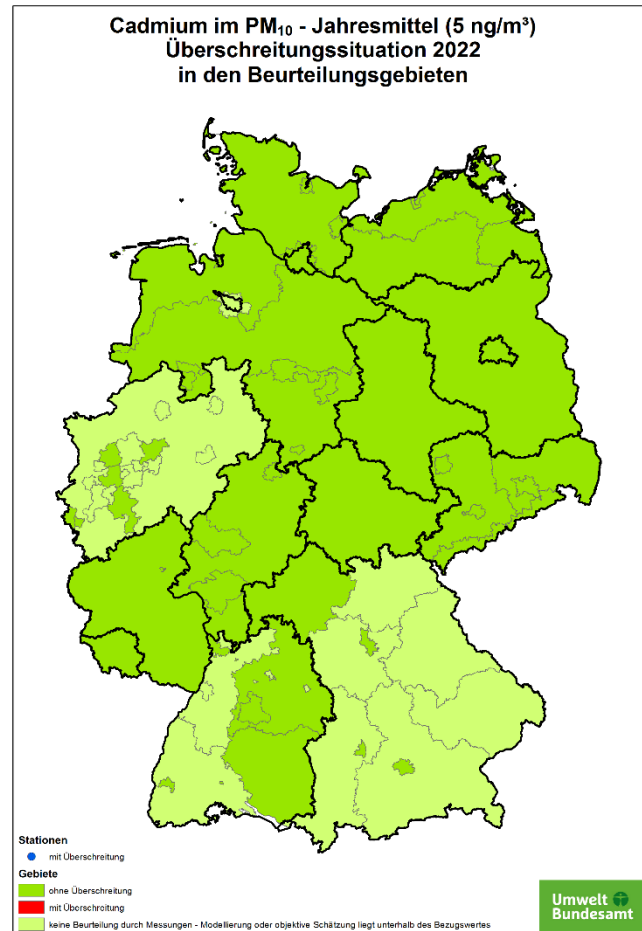 Cadmium im PM₁₀ - Jahresmittel (5 ng/m³)
Überschreitungssituation 2022
in den Beurteilungsgebieten
Stationen
mit Überschreitung
Gebiete
ohne Überschreitung
mit Überschreitung
keine Beurteilung durch Messungen - Modellierung oder objektive Schätzung liegt unterhalb des Bezugswertes
Umwelt
Bundesamt